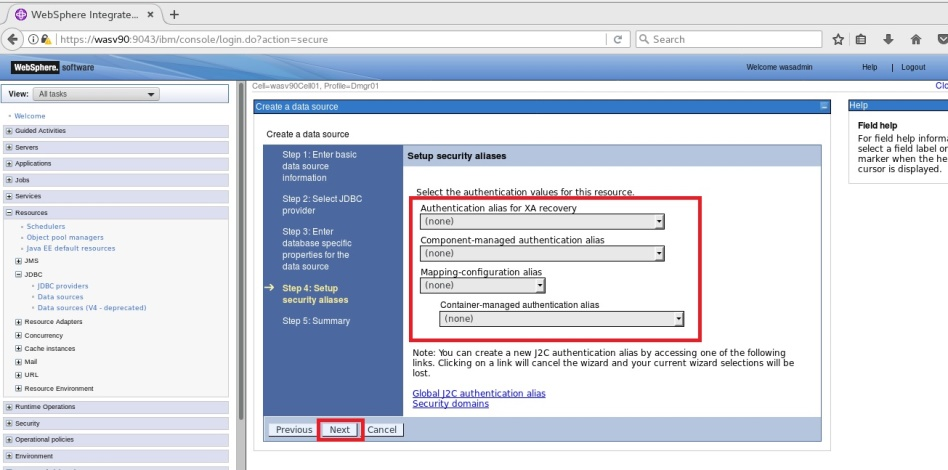 WebSphere Integrate...
https://wasv90:9043/ibm/console/login.do?action=secure
Search
WebSphere. software
Welcome wasadmin
Help | Logout
View: All tasks
Cell=wasv90Cell01, Profile=Dmgr01
Welcome
Guided Activities
Servers
Applications
Jobs
Services
Resources
Schedulers
Object pool managers
Java EE default resources
JMS
JDBC
JDBC providers
Data sources
Data sources (V4 - deprecated)
Resource Adapters
Concurrency
Cache instances
Mail
URL
Resource Environment
Runtime Operations
Security
Operational policies
Environment
Create a data source
Create a data source
Step 1: Enter basic
data source
information
Step 2: Select JDBC
provider
Step 3: Enter
database specific
properties for the
data source
Step 4: Setup
security aliases
Step 5: Summary
Setup security aliases
Select the authentication values for this resource.
Authentication alias for XA recovery
(none)
Component-managed authentication alias
(none)
Mapping-configuration alias
(none)
Container-managed authentication alias
(none)
Note: You can create a new J2C authentication alias by accessing one of the following
links. Clicking on a link will cancel the wizard and your current wizard selections will be
lost.
Global J2C authentication alias
Security domains
Previous Next Cancel
Help
Field help
For field help informa
select a field label or
marker when the he
cursor is displayed.